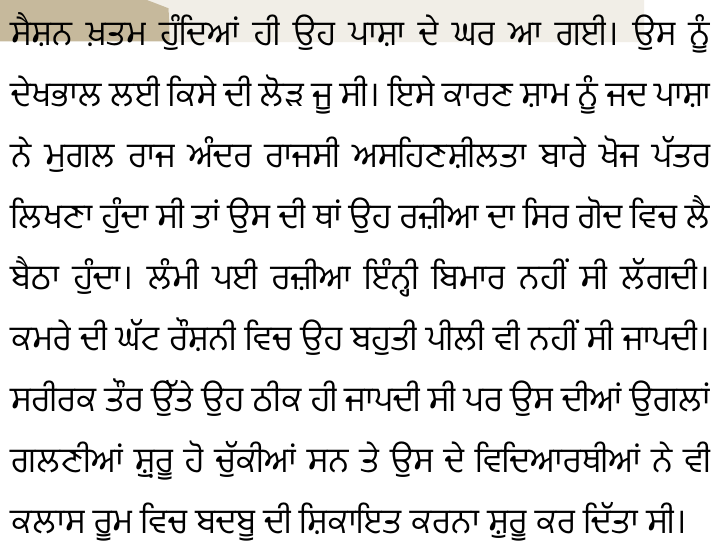 ਸੈਸ਼ਨ ਖ਼ਤਮ ਹੁੰਦਿਆਂ ਹੀ ਉਹ ਪਾਸ਼ਾ ਦੇ ਘਰ ਆ ਗਈ। ਉਸ ਨੂੰ
ਦੇਖਭਾਲ ਲਈ ਕਿਸੇ ਦੀ ਲੋੜ ਜੂ ਸੀ। ਇਸੇ ਕਾਰਣ ਸ਼ਾਮ ਨੂੰ ਜਦ ਪਾਸ਼ਾ
ਨੇ ਮੁਗਲ ਰਾਜ ਅੰਦਰ ਰਾਜਸੀ ਅਸਹਿਣਸ਼ੀਲਤਾ ਬਾਰੇ ਖੋਜ ਪੱਤਰ
ਲਿਖਣਾ ਹੁੰਦਾ ਸੀ ਤਾਂ ਉਸ ਦੀ ਥਾਂ ਉਹ ਰਜ਼ੀਆ ਦਾ ਸਿਰ ਗੋਦ ਵਿਚ ਲੈ
ਬੈਠਾ ਹੁੰਦਾ। ਲੰਮੀ ਪਈ ਰਜ਼ੀਆ ਇੰਨ੍ਹੀ ਬਿਮਾਰ ਨਹੀਂ ਸੀ ਲੱਗਦੀ।
ਕਮਰੇ ਦੀ ਘੱਟ ਰੌਸ਼ਨੀ ਵਿਚ ਉਹ ਬਹੁਤੀ ਪੀਲੀ ਵੀ ਨਹੀਂ ਸੀ ਜਾਪਦੀ।
ਸਰੀਰਕ ਤੌਰ ਉੱਤੇ ਉਹ ਠੀਕ ਹੀ ਜਾਪਦੀ ਸੀ ਪਰ ਉਸ ਦੀਆਂ ਉਗਲਾਂ
ਗਲਣੀਆਂ ਸ਼ੁਰੂ ਹੋ ਚੁੱਕੀਆਂ ਸਨ ਤੇ ਉਸ ਦੇ ਵਿਦਿਆਰਥੀਆਂ ਨੇ ਵੀ
ਕਲਾਸ ਰੂਮ ਵਿਚ ਬਦਬੂ ਦੀ ਸ਼ਿਕਾਇਤ ਕਰਨਾ ਸ਼ੁਰੂ ਕਰ ਦਿੱਤਾ ਸੀ।